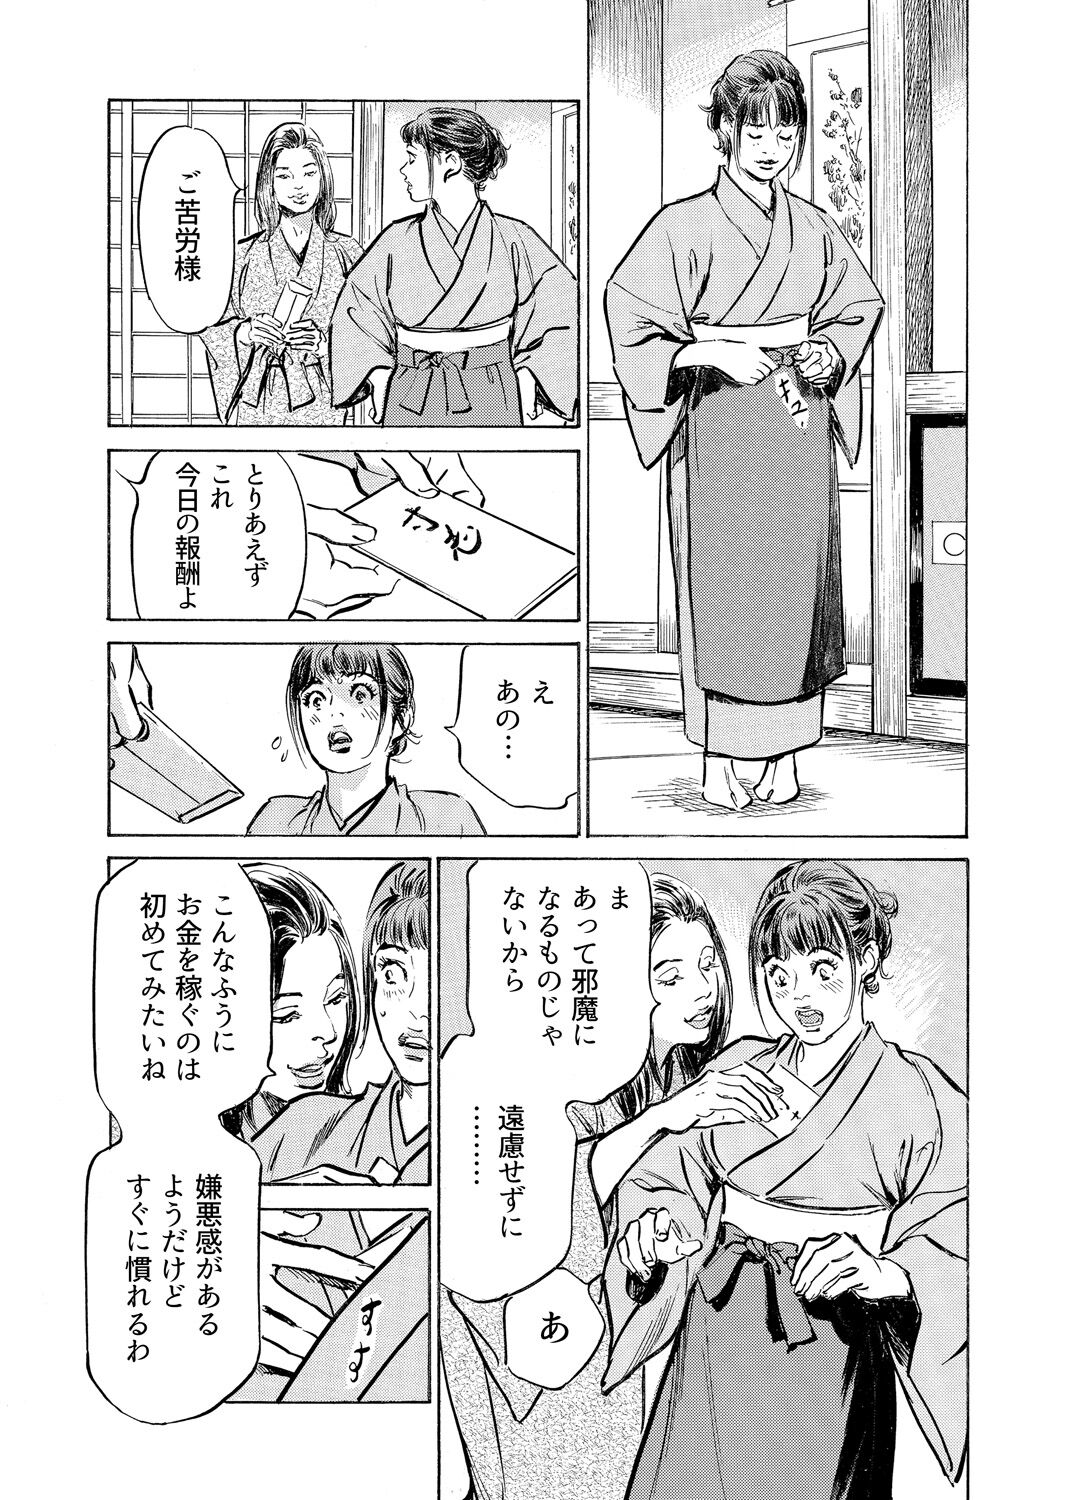 キュ
ご苦労様
とりあえず
これ
今日の報酬よ
え
あの…
ま
あって邪魔に
なるものじゃ
ないから
遠慮せずに
………
あ
こんなふうに
お金を稼ぐのは
初めてみたいね
嫌悪感がある
ようだけど
すぐに慣れるわ
すす